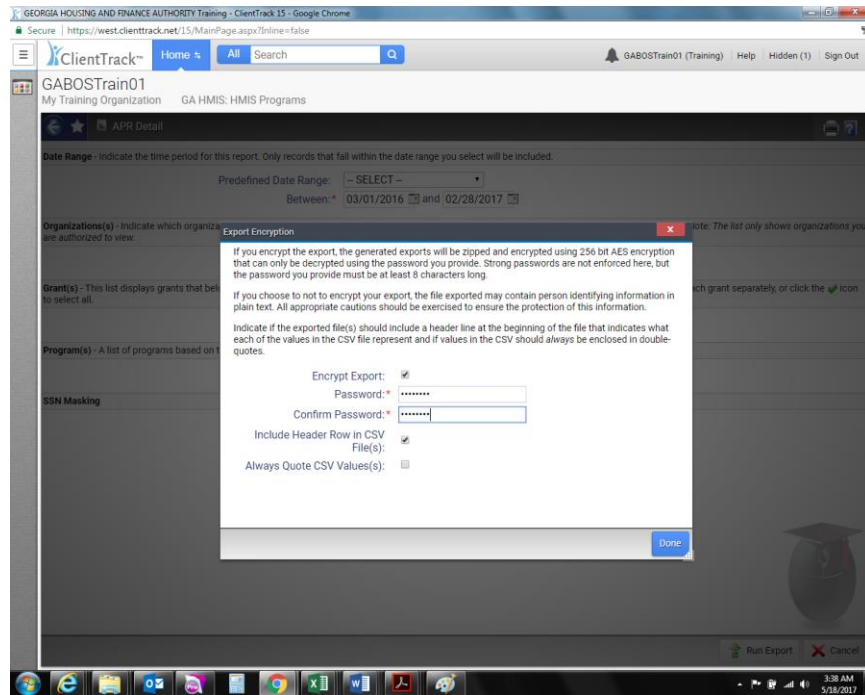 GEORGIA HOUSING AND FINANCE AUTHORITY Training - ClientTrack 15 - Google Chrome
Secure | https://west.clienttrack.net/15/MainPage.aspx?Inline=false
ClientTrack™ Home All Search GABOSTrain01 (Training) Help Hidden (1) Sign Out
GABOSTrain01
My Training Organization GA HMIS: HMIS Programs
APR Detail
Date Range - Indicate the time period for this report. Only records that fall within the date range you select will be included.
Predefined Date Range: -- SELECT --
Between:* 03/01/2016 and 02/28/2017
Organizations(s) - Indicate which organiza Note: The list only shows organizations you
are authorized to view.
Export Encryption X
If you encrypt the export, the generated exports will be zipped and encrypted using 256 bit AES encryption
that can only be decrypted using the password you provide. Strong passwords are not enforced here, but
the password you provide must be at least 8 characters long.
Grant(s) - This list displays grants that bel ch grant separately, or click the icon
to select all.
If you choose to not to encrypt your export, the file exported may contain person identifying information in
plain text. All appropriate cautions should be exercised to ensure the protection of this information.
Indicate if the exported file(s) should include a header line at the beginning of the file that indicates what
each of the values in the CSV file represent and if values in the CSV should always be enclosed in double-
quotes.
Program(s) - A list of programs based on t
Encrypt Export:
Password:* ••••••••
Confirm Password:* ••••••••
SSN Masking
Include Header Row in CSV
File(s):
Always Quote CSV Values(s):
Done
Run Export Cancel
3:38 AM
5/18/2017